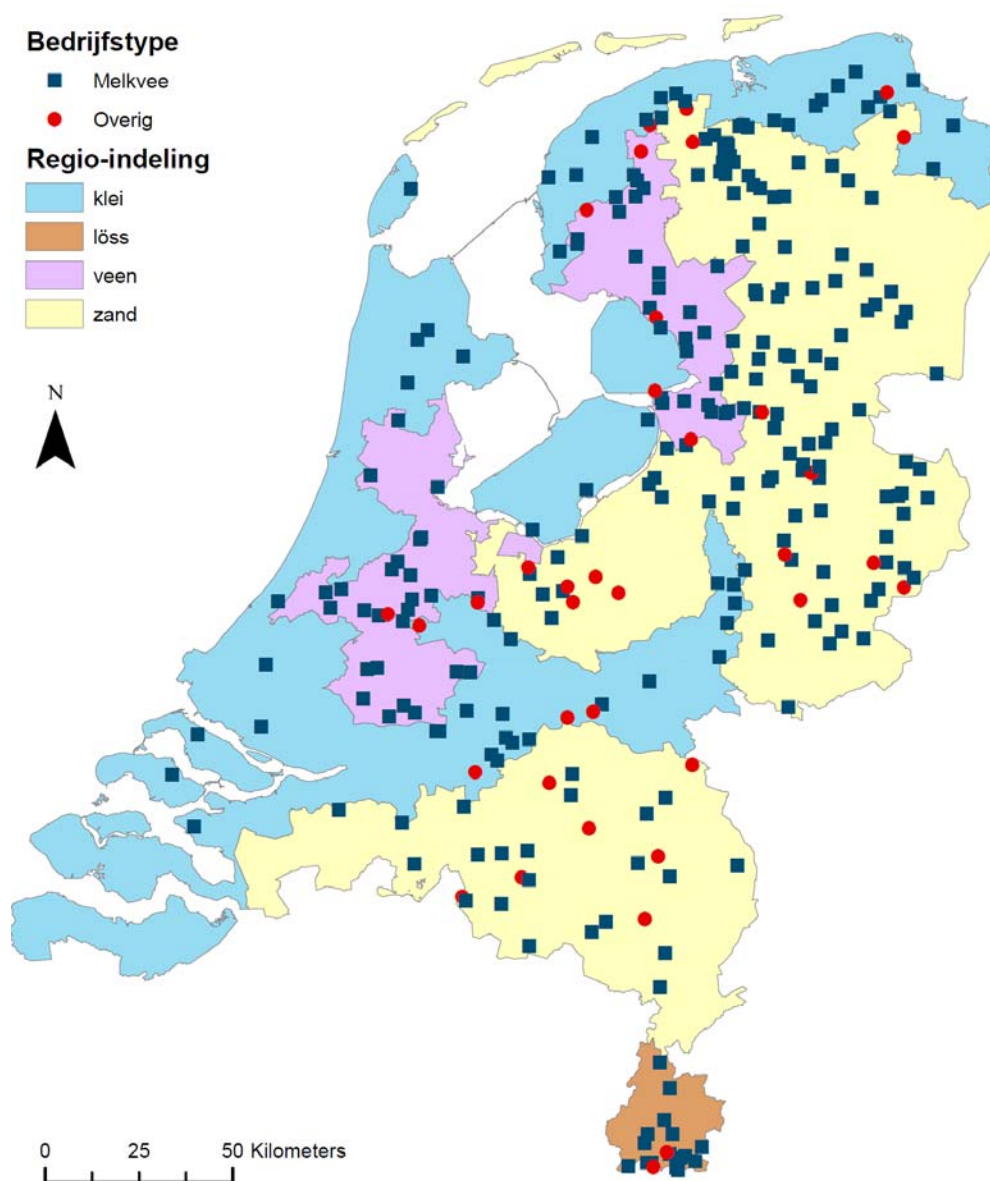 Bedrijfstype
Melkvee
Overig
Regio-indeling
klei
löss
veen
zand
N
0 25 50 Kilometers